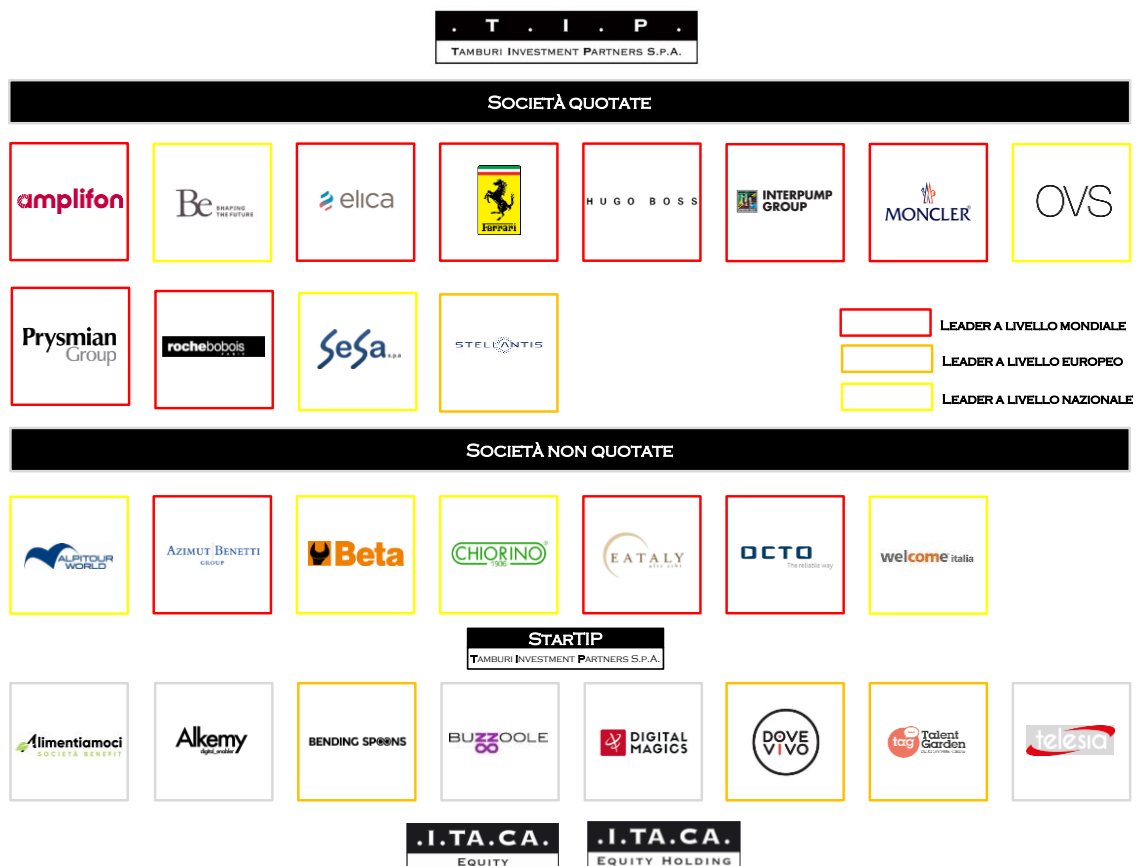 . T . I . P .
Tamburi Investment Partners S.p.A.
Società quotate
amplifon
Be SHAPING THE FUTURE
elica
Ferrari
HUGO BOSS
INTERPUMP GROUP
MONCLER
OVS
Prysmian Group
rochebobois PARIS
SeSa s.p.a
STELLANTIS
Leader a livello mondiale
Leader a livello europeo
Leader a livello nazionale
Società non quotate
ALPITOUR WORLD
AZIMUT BENETTI GROUP
Beta
CHIORINO 1906
EATALY alti cibi
OCTO The reliable way
welcome italia
StarTIP
Tamburi Investment Partners S.p.A.
Alimentiamoci SOCIETÀ BENEFIT
Alkemy digital_enabler
BENDING SPOONS
BUZZOOLE
DIGITAL MAGICS
DOVE VIVO
tag Talent Garden
telesia
.I.TA.CA. Equity
.I.TA.CA. Equity Holding